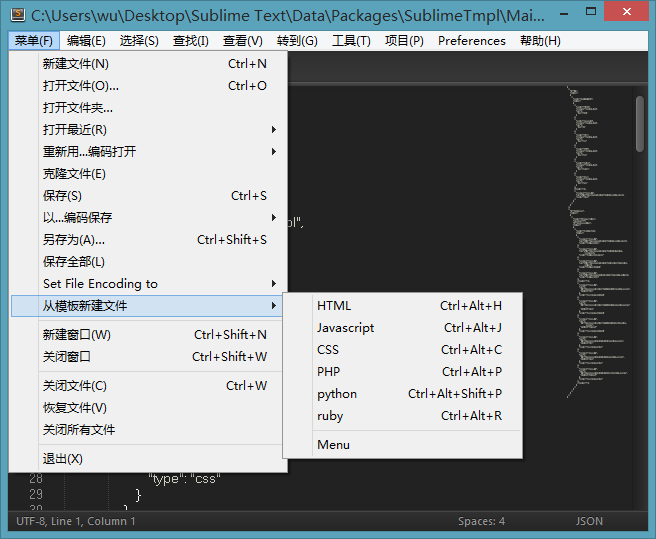 C:\Users\wu\Desktop\Sublime Text\Data\Packages\SublimeTmpl\Mai...
菜单(F) 编辑(E) 选择(S) 查找(I) 查看(V) 转到(G) 工具(T) 项目(P) Preferences 帮助(H)
新建文件(N) Ctrl+N
打开文件(O)... Ctrl+O
打开文件夹...
打开最近(R)
重新用...编码打开
克隆文件(E)
保存(S) Ctrl+S
以...编码保存
另存为(A)... Ctrl+Shift+S
保存全部(L)
Set File Encoding to
从模板新建文件
新建窗口(W) Ctrl+Shift+N
关闭窗口 Ctrl+Shift+W
关闭文件(C) Ctrl+W
恢复文件(V)
关闭所有文件
退出(X)
HTML Ctrl+Alt+H
Javascript Ctrl+Alt+J
CSS Ctrl+Alt+C
PHP Ctrl+Alt+P
python Ctrl+Alt+Shift+P
ruby Ctrl+Alt+R
Menu
28 "type": "css"
29 }
UTF-8, Line 1, Column 1 Spaces: 4 JSON